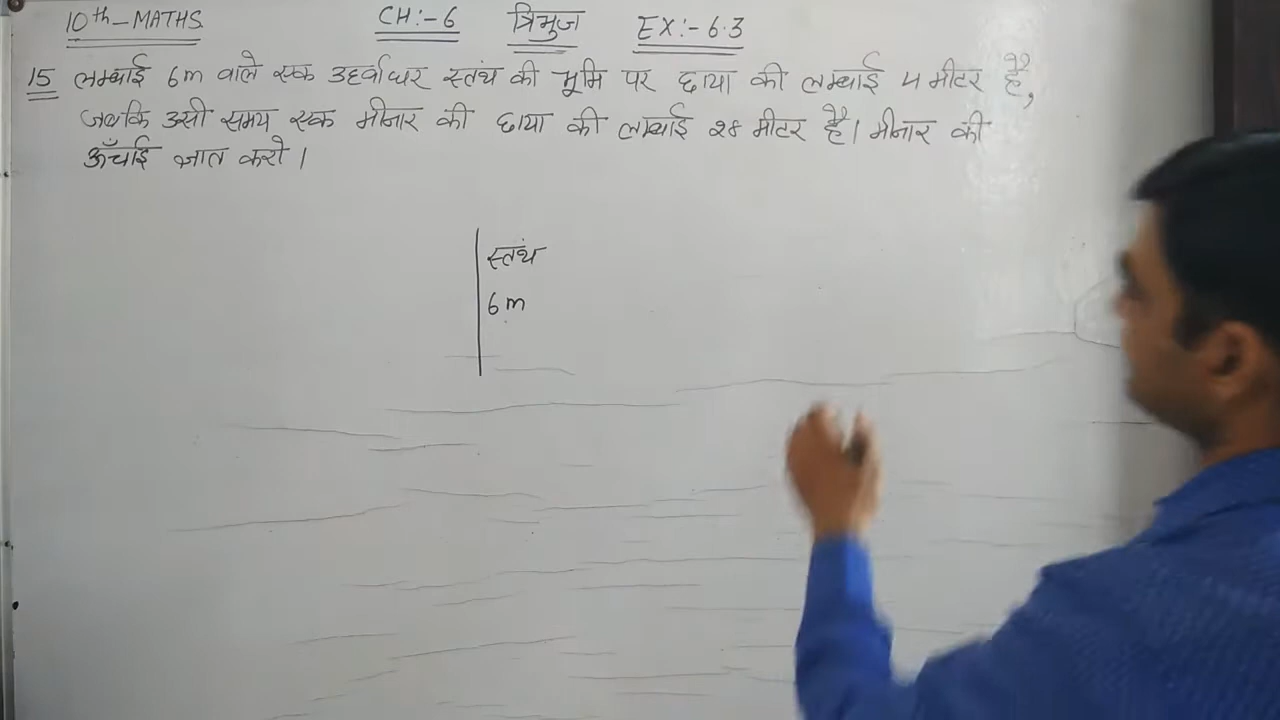 10th-MATHS CH:-6 त्रिभुज EX:-6.3
15 लम्बाई 6m वाले एक उर्ध्वाधर स्तंभ की भूमि पर छाया की लम्बाई 4 मीटर है,
जबकि उसी समय एक मीनार की छाया की लम्बाई 28 मीटर है। मीनार की
ऊँचाई ज्ञात करो।
स्तंभ
6m